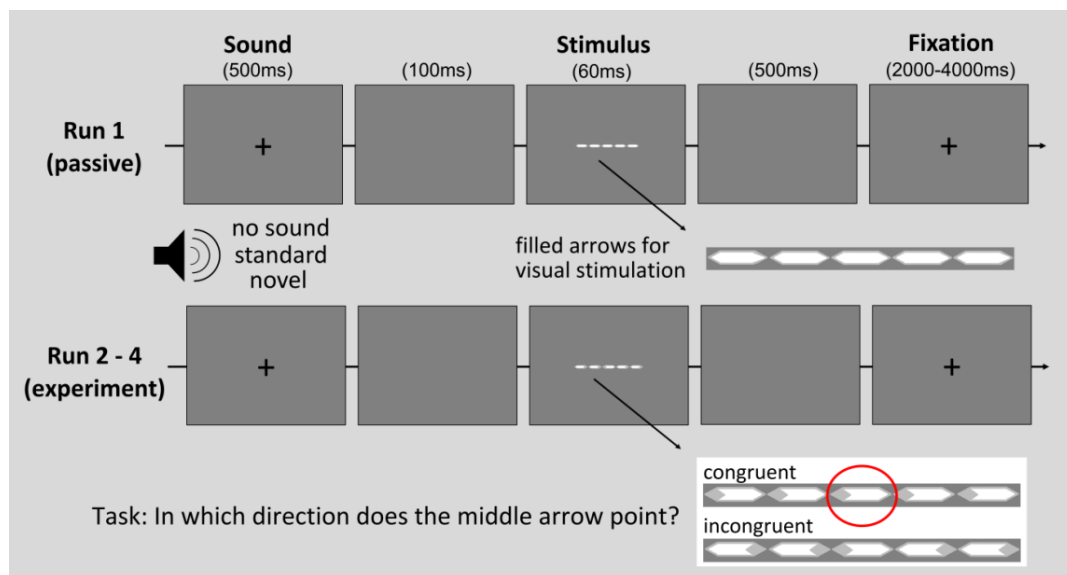 Sound
(500ms)
(100ms)
Stimulus
(60ms)
(500ms)
Fixation
(2000-4000ms)
Run 1
(passive)
no sound
standard
novel
filled arrows for
visual stimulation
Run 2 - 4
(experiment)
congruent
incongruent
Task: In which direction does the middle arrow point?